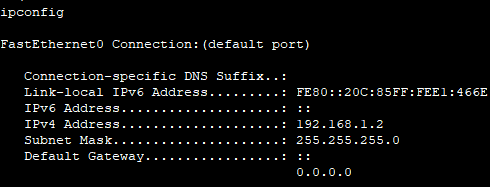 ipconfig
FastEthernet0 Connection:(default port)
Connection-specific DNS Suffix..:
Link-local IPv6 Address.........: FE80::20C:85FF:FEE1:466E
IPv6 Address....................: ::
IPv4 Address....................: 192.168.1.2
Subnet Mask.....................: 255.255.255.0
Default Gateway.................: ::
0.0.0.0